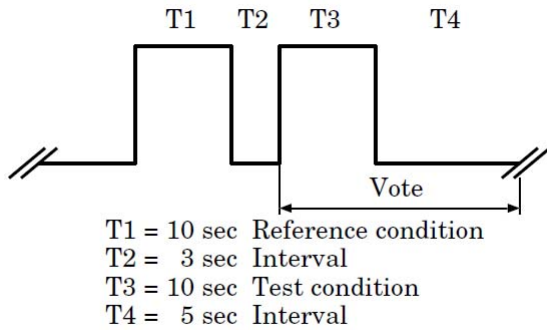 T1 T2 T3 T4
Vote
T1 = 10 sec Reference condition
T2 = 3 sec Interval
T3 = 10 sec Test condition
T4 = 5 sec Interval